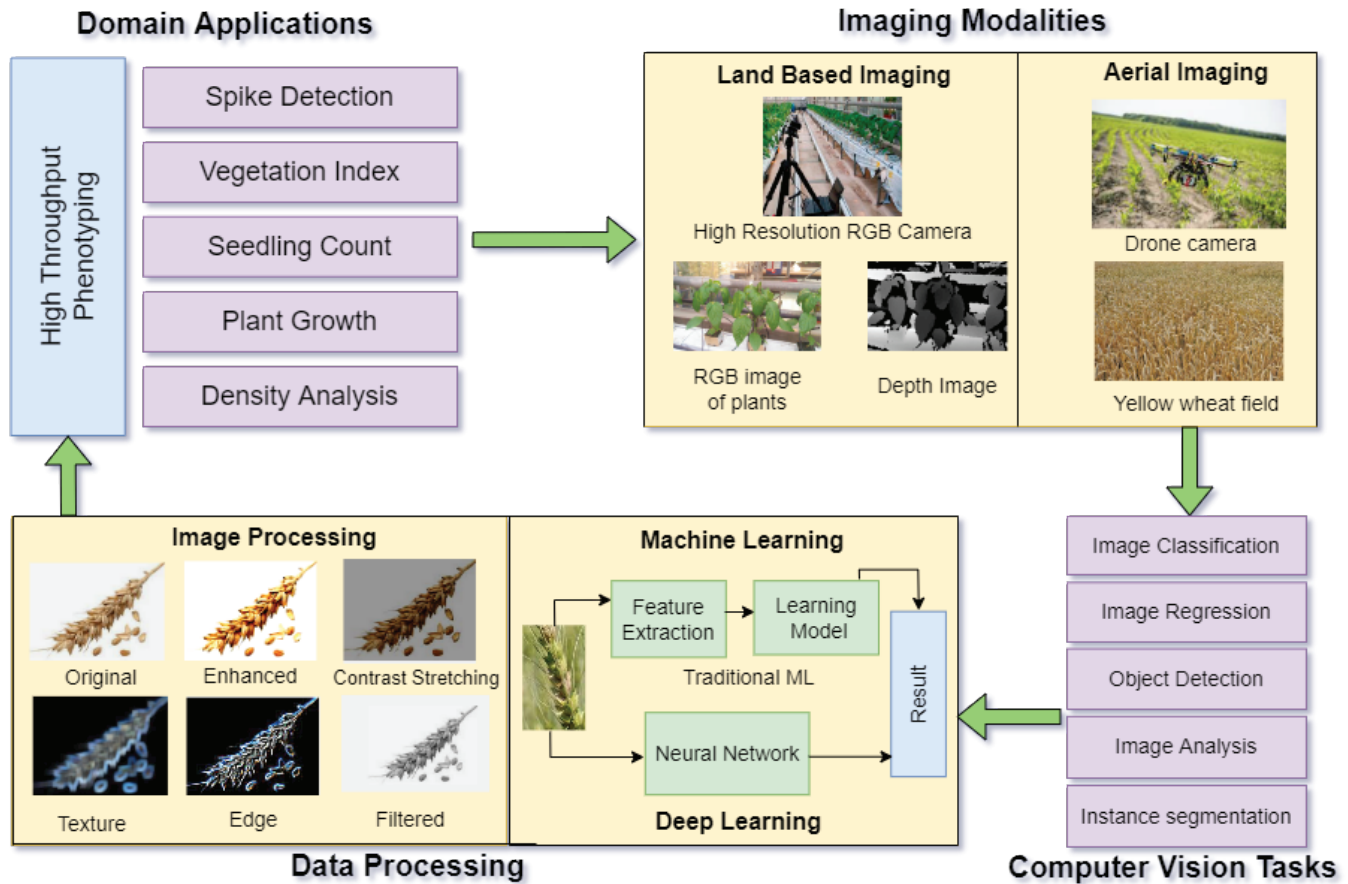 Domain Applications
High Throughput
Phenotyping
Spike Detection
Vegetation Index
Seedling Count
Plant Growth
Density Analysis
Imaging Modalities
Land Based Imaging
High Resolution RGB Camera
RGB image
of plants
Depth Image
Aerial Imaging
Drone camera
Yellow wheat field
Image Classification
Image Regression
Object Detection
Image Analysis
Instance segmentation
Computer Vision Tasks
Machine Learning
Feature
Extraction
Learning
Model
Traditional ML
Neural Network
Result
Deep Learning
Image Processing
Original
Enhanced
Contrast Stretching
Texture
Edge
Filtered
Data Processing